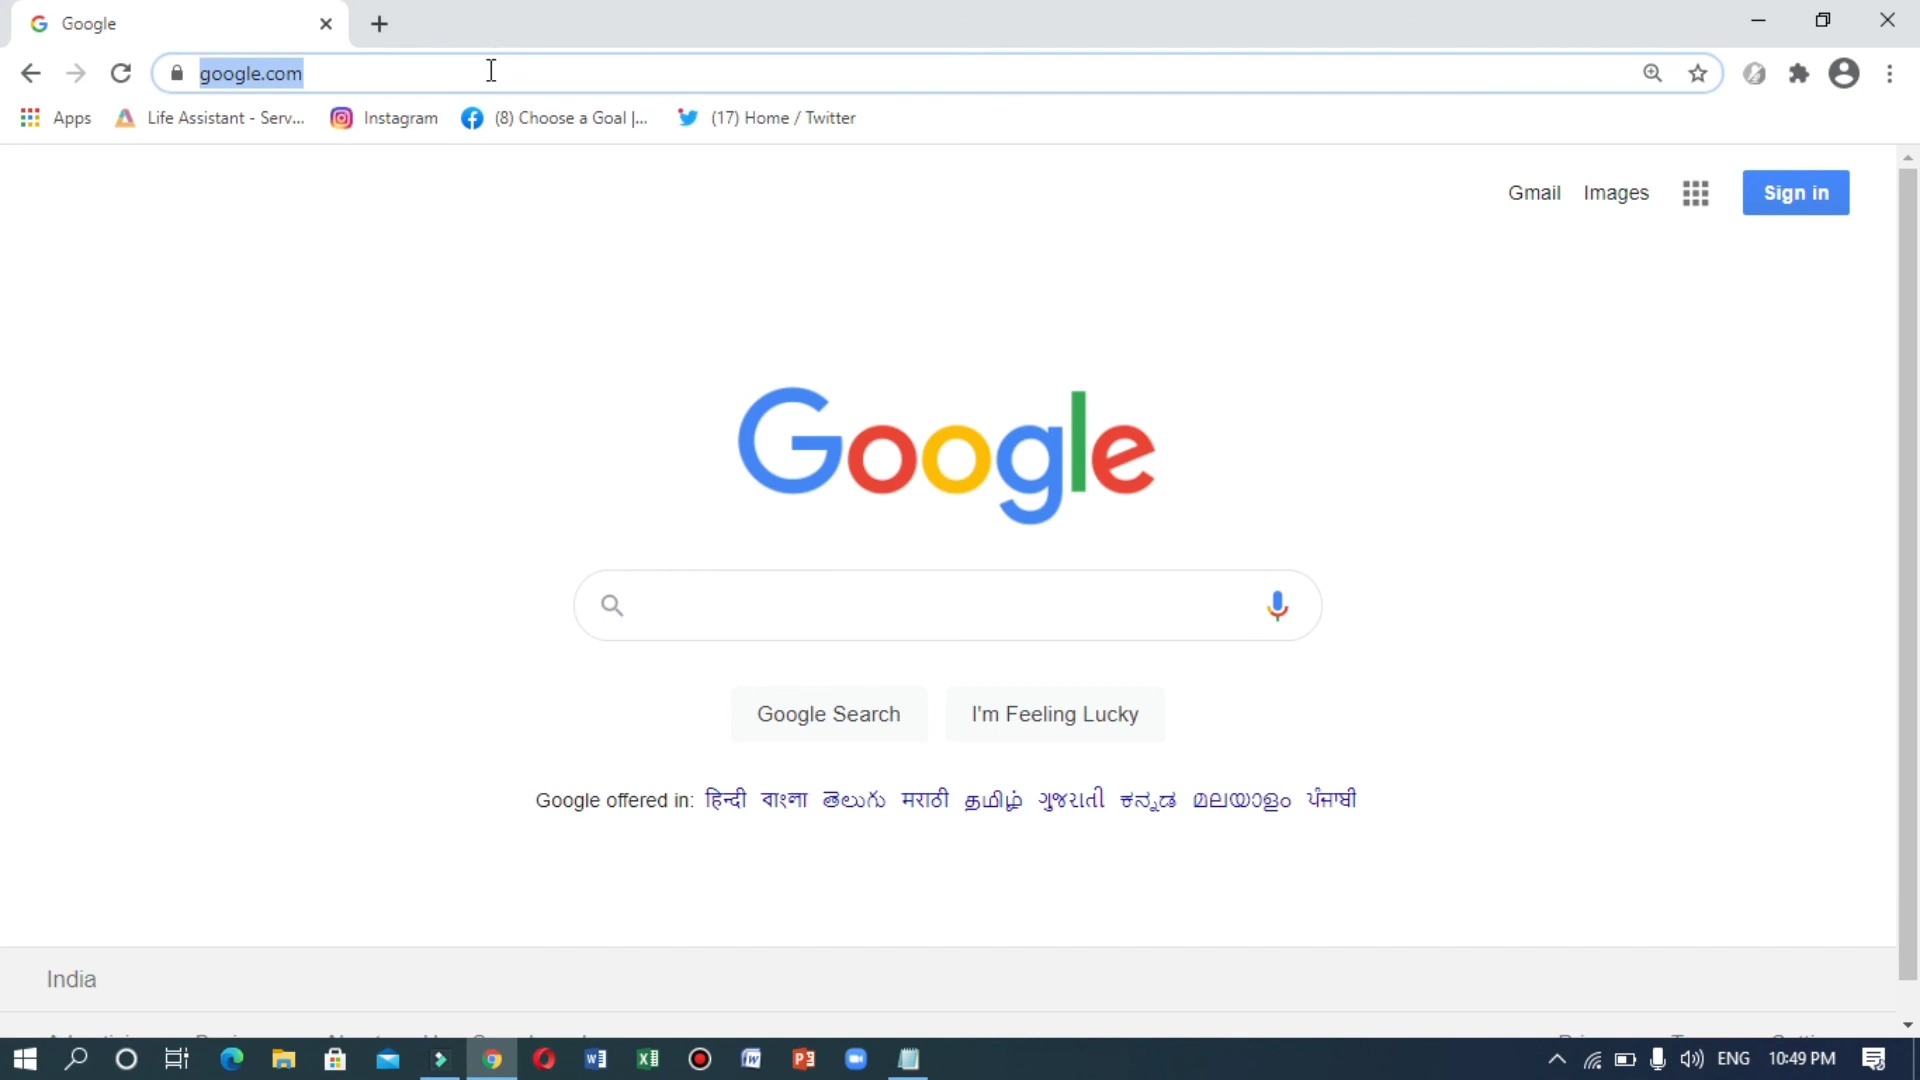 Google
google.com
Apps Life Assistant - Serv... Instagram (8) Choose a Goal |... (17) Home / Twitter
Gmail Images Sign in
Google
Google Search I'm Feeling Lucky
Google offered in: हिन्दी বাংলা తెలుగు मराठी தமிழ் ગુજરાતી ಕನ್ನಡ മലയാളം ਪੰਜਾਬੀ
India
ENG 10:49 PM